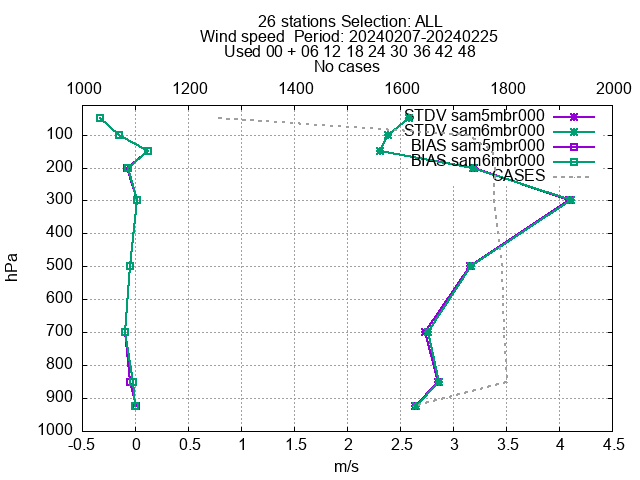 26 stations Selection: ALL
Wind speed  Period: 20240207-20240225
Used 00 + 06 12 18 24 30 36 42 48
No cases
1000 1200 1400 1600 1800 2000
STDV sam5mbr000
STDV sam6mbr000
BIAS sam5mbr000
BIAS sam6mbr000
CASES
100
200
300
400
500
600
700
800
900
1000
hPa
-0.5 0 0.5 1 1.5 2 2.5 3 3.5 4 4.5
m/s